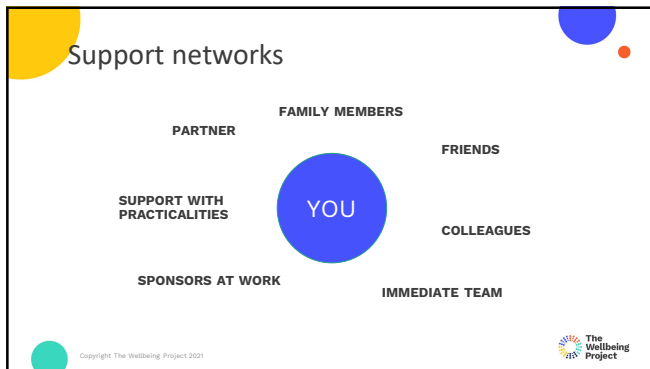 Support networks
FAMILY MEMBERS
PARTNER
FRIENDS
SUPPORT WITH
PRACTICALITIES
YOU
COLLEAGUES
SPONSORS AT WORK
IMMEDIATE TEAM
Copyright The Wellbeing Project 2021
The
Wellbeing
Project